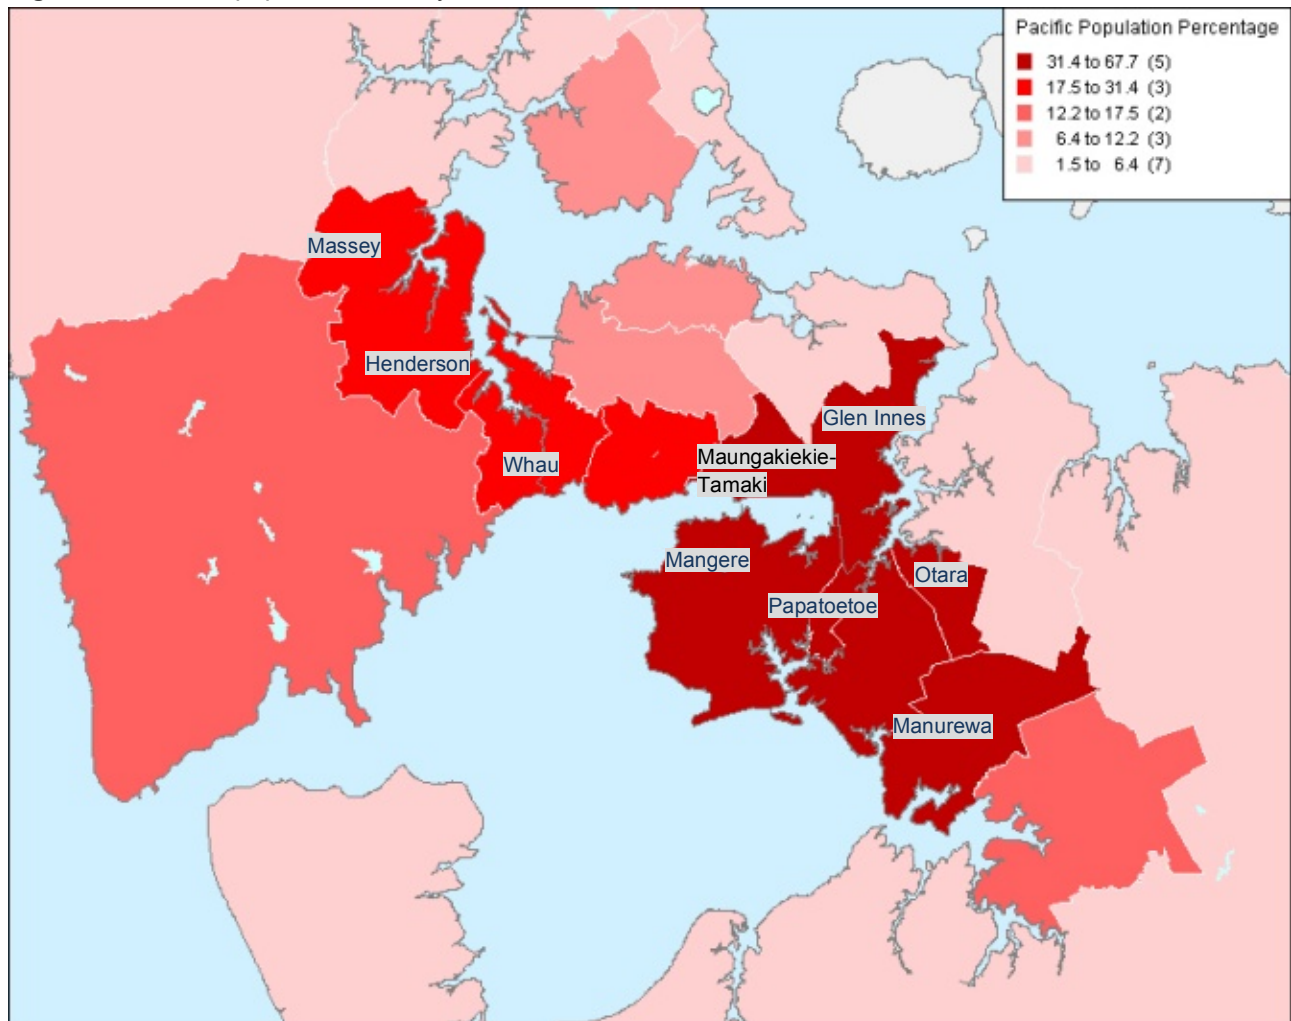 Pacific Population Percentage
31.4 to 67.7 (5)
17.5 to 31.4 (3)
12.2 to 17.5 (2)
6.4 to 12.2 (3)
1.5 to 6.4 (7)
Massey
Henderson
Glen Innes
Whau
Maungakiekie-
Tamaki
Mangere
Otara
Papatoetoe
Manurewa